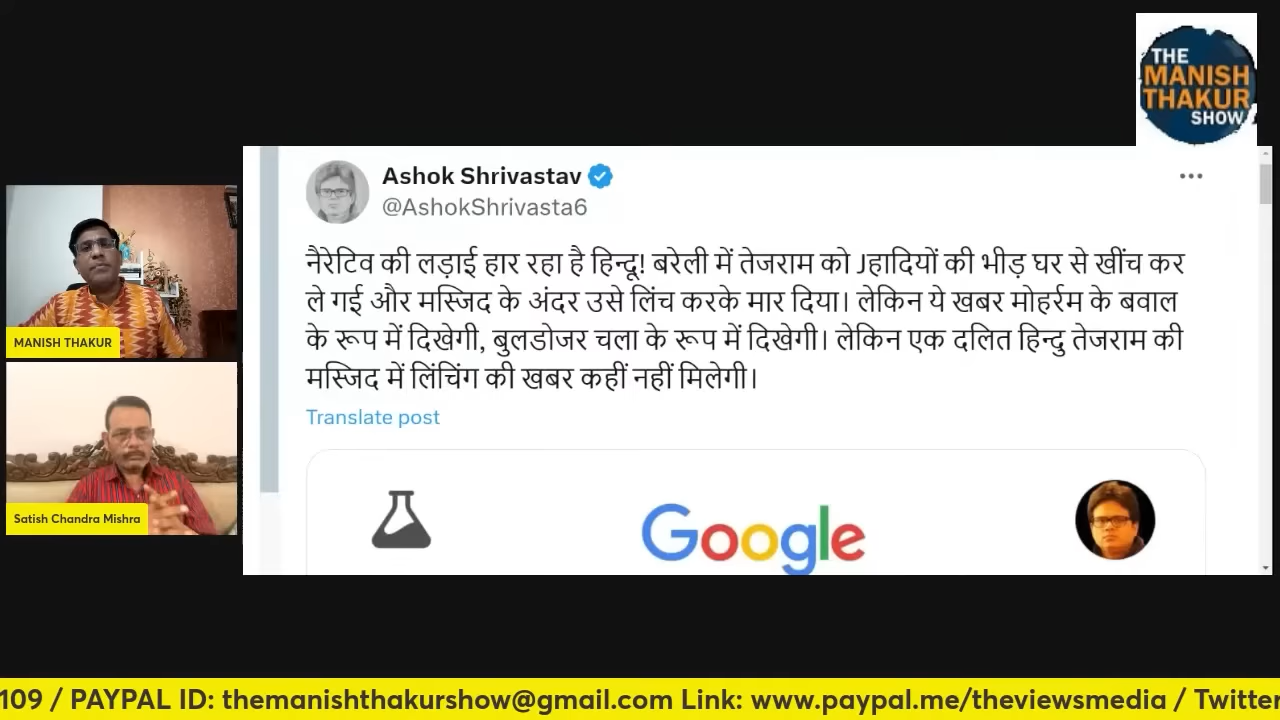 THE
MANISH
THAKUR
SHOW
Ashok Shrivastav
@AshokShrivasta6
नैरेटिव की लड़ाई हार रहा है हिन्दू! बरेली में तेजराम को Jहादियों की भीड़ घर से खींच कर
ले गई और मस्जिद के अंदर उसे लिंच करके मार दिया। लेकिन ये खबर मोहर्रम के बवाल
के रूप में दिखेगी, बुलडोजर चला के रूप में दिखेगी। लेकिन एक दलित हिन्दु तेजराम की
मस्जिद में लिंचिंग की खबर कहीं नहीं मिलेगी।
Translate post
Google
MANISH THAKUR
Satish Chandra Mishra
109 / PAYPAL ID: themanishthakurshow@gmail.com Link: www.paypal.me/theviewsmedia / Twitter